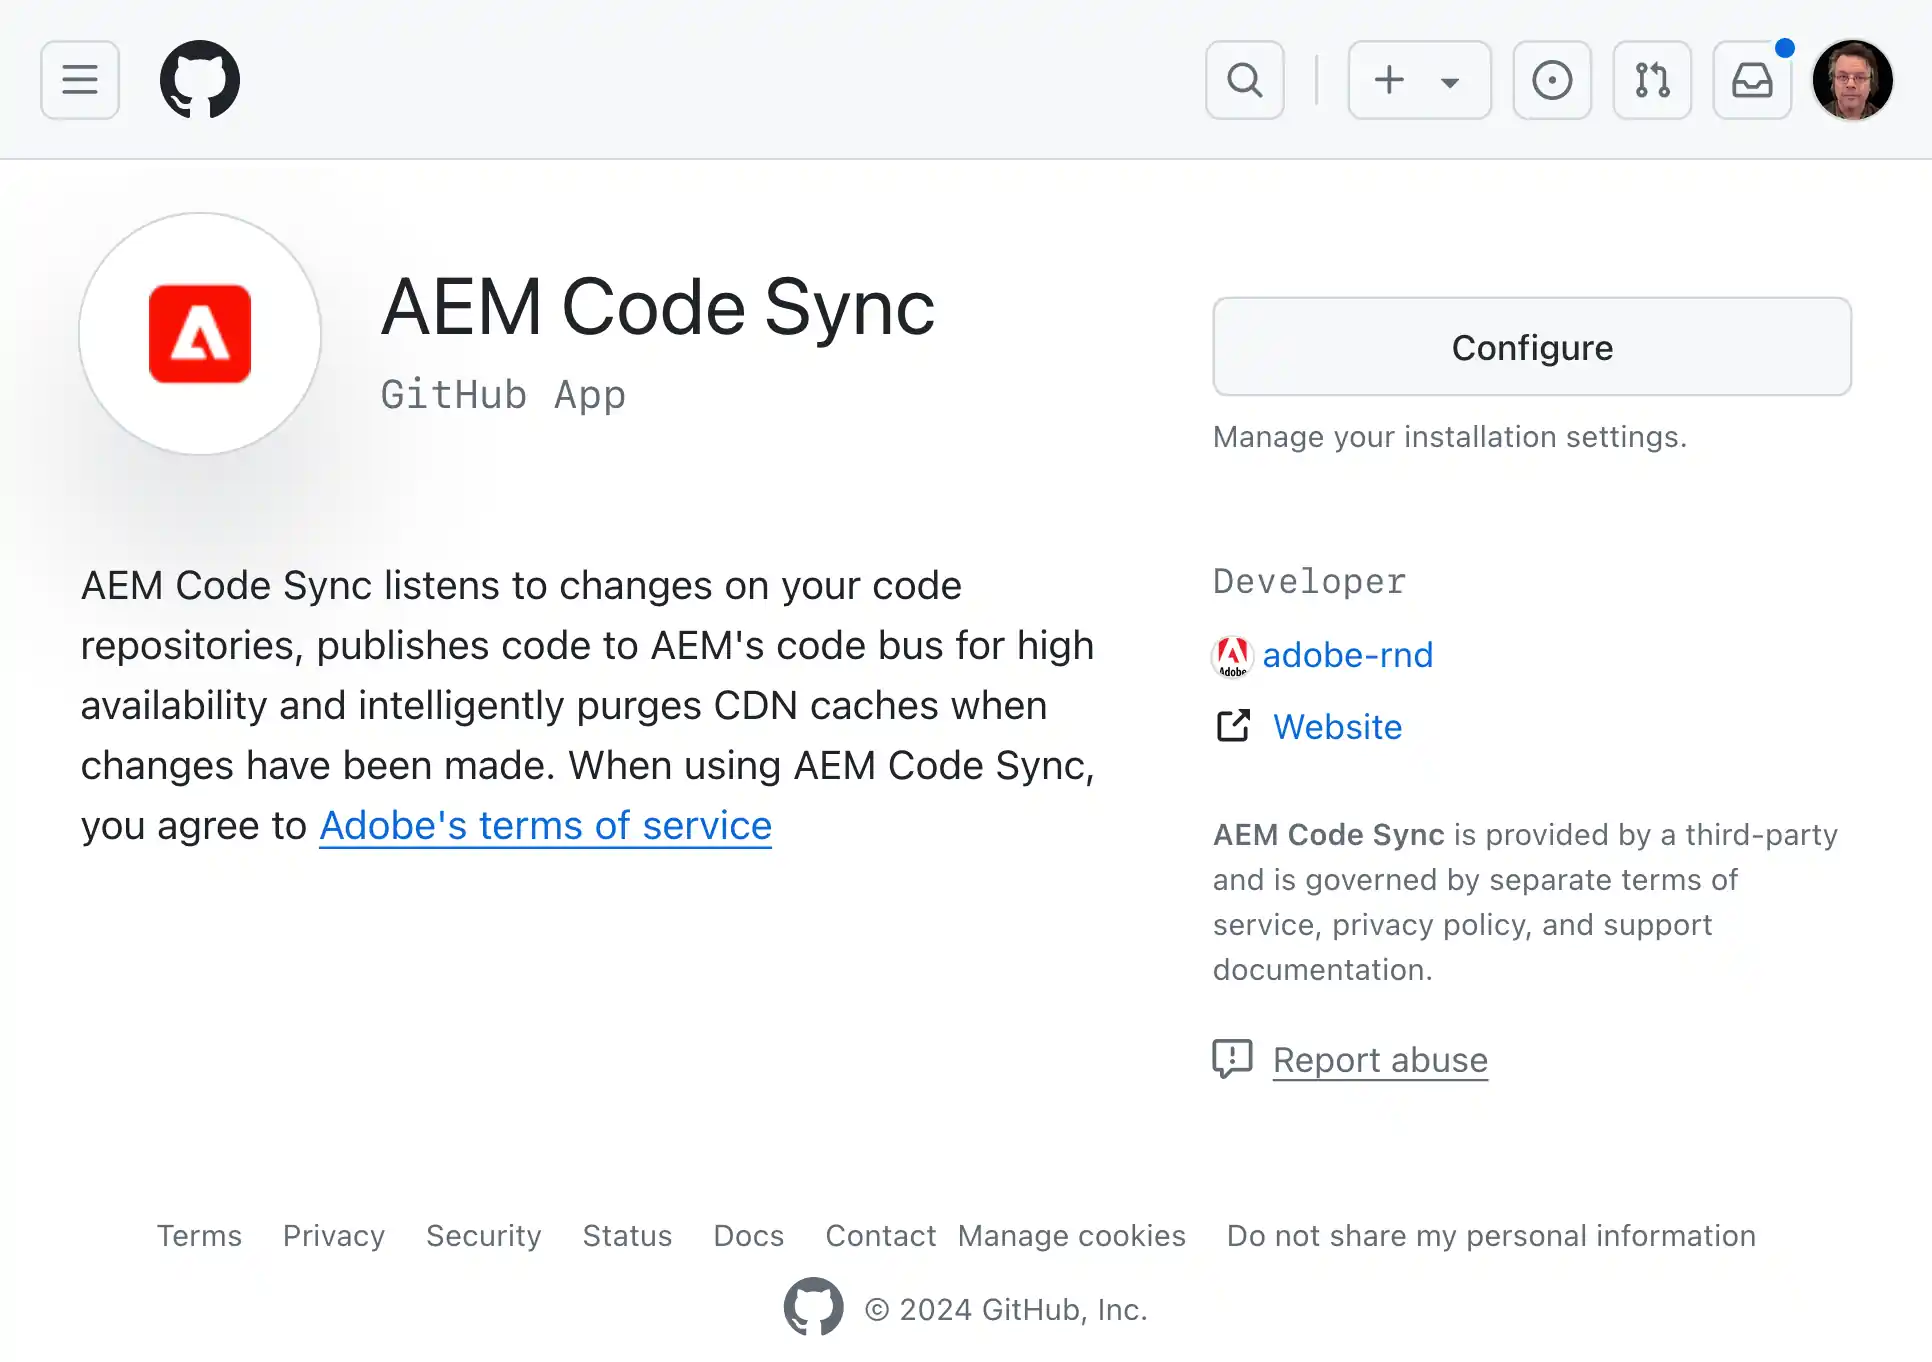 AEM Code Sync
GitHub App
Configure
Manage your installation settings.
AEM Code Sync listens to changes on your code
repositories, publishes code to AEM's code bus for high
availability and intelligently purges CDN caches when
changes have been made. When using AEM Code Sync,
you agree to Adobe's terms of service
Developer
Adobe
adobe-rnd
Website
AEM Code Sync is provided by a third-party
and is governed by separate terms of
service, privacy policy, and support
documentation.
Report abuse
Terms Privacy Security Status Docs Contact Manage cookies Do not share my personal information
© 2024 GitHub, Inc.